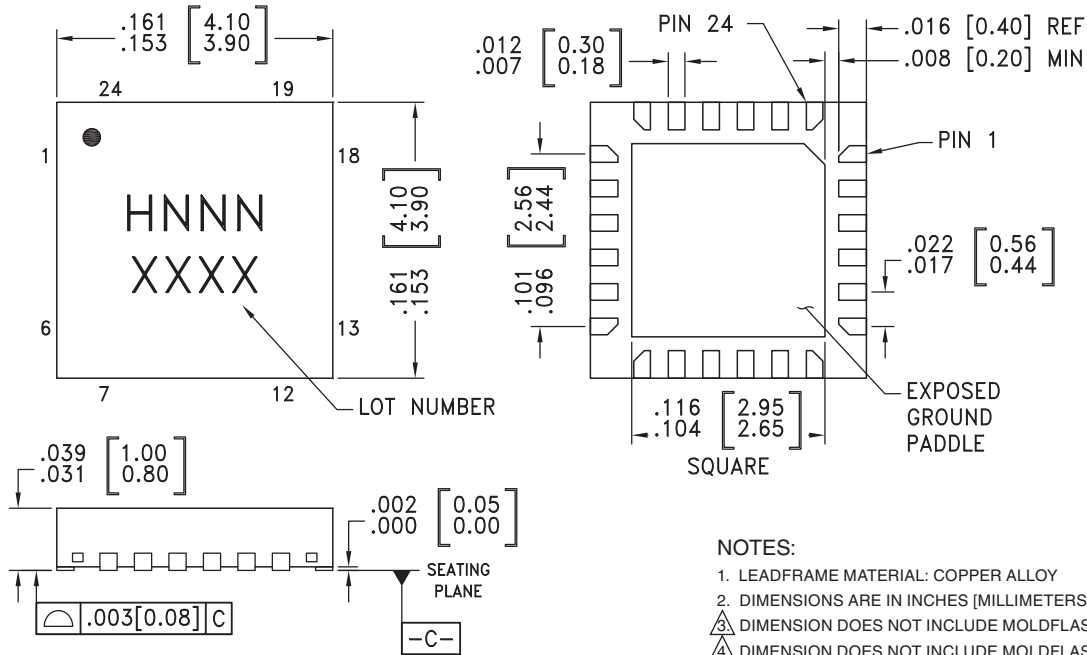 .161 [4.10]
.153 [3.90]
24 19
1 18
HNNN
XXXX
6 13
7 12
LOT NUMBER
.161 [4.10]
.153 [3.90]
.012 [0.30]
.007 [0.18]
PIN 24
.016 [0.40] REF
.008 [0.20] MIN
PIN 1
.101 [2.56]
.096 [2.44]
.022 [0.56]
.017 [0.44]
.116 [2.95]
.104 [2.65]
SQUARE
EXPOSED
GROUND
PADDLE
.039 [1.00]
.031 [0.80]
.002 [0.05]
.000 [0.00]
SEATING
PLANE
.003[0.08] C
-C-
NOTES:
1. LEADFRAME MATERIAL: COPPER ALLOY
2. DIMENSIONS ARE IN INCHES [MILLIMETERS
3. DIMENSION DOES NOT INCLUDE MOLDFLAS
4. DIMENSION DOES NOT INCLUDE MOLDFLAS